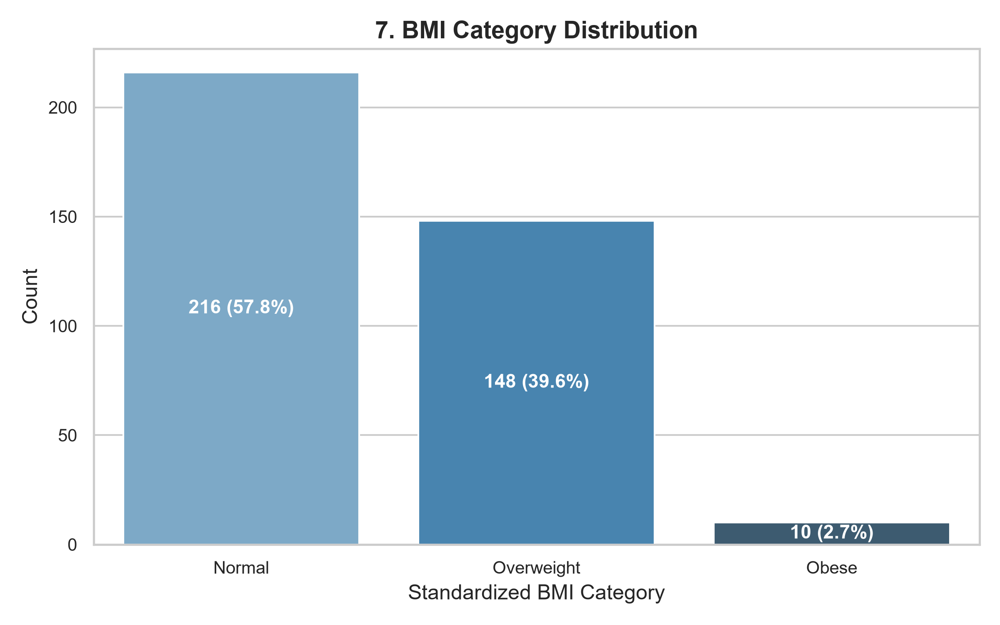 7. BMI Category Distribution
Count
200
150
100
50
0
216 (57.8%)
148 (39.6%)
10 (2.7%)
Normal
Overweight
Obese
Standardized BMI Category